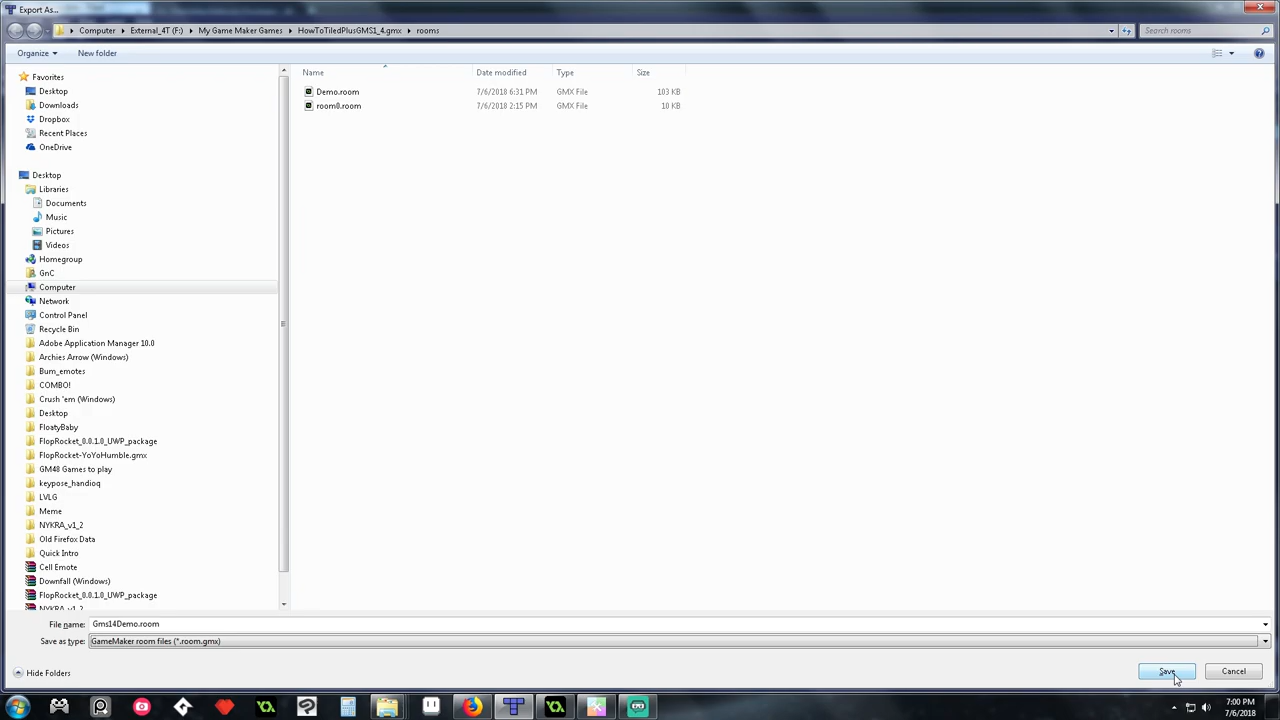 Export As...
Computer ▸ External_4T (F:) ▸ My Game Maker Games ▸ HowToTiledPlusGMS1_4.gmx ▸ rooms
Search rooms
Organize
New folder
Name
Date modified
Type
Size
Favorites
Desktop
Downloads
Dropbox
Recent Places
OneDrive
Desktop
Libraries
Documents
Music
Pictures
Videos
Homegroup
GnC
Computer
Network
Control Panel
Recycle Bin
Adobe Application Manager 10.0
Archies Arrow (Windows)
Bum_emotes
COMBO!
Crush 'em (Windows)
Desktop
FloatyBaby
FlopRocket_0.0.1.0_UWP_package
FlopRocket-YoYoHumble.gmx
GM48 Games to play
keypose_handioq
LVLG
Meme
NYKRA_v1_2
Old Firefox Data
Quick Intro
Cell Emote
Downfall (Windows)
FlopRocket_0.0.1.0_UWP_package
NYKRA_v1_2
Demo.room 7/6/2018 6:31 PM GMX File 103 KB
room0.room 7/6/2018 2:15 PM GMX File 10 KB
File name: Gms14Demo.room
Save as type: GameMaker room files (*.room.gmx)
Hide Folders
Save
Cancel
7:00 PM
7/6/2018